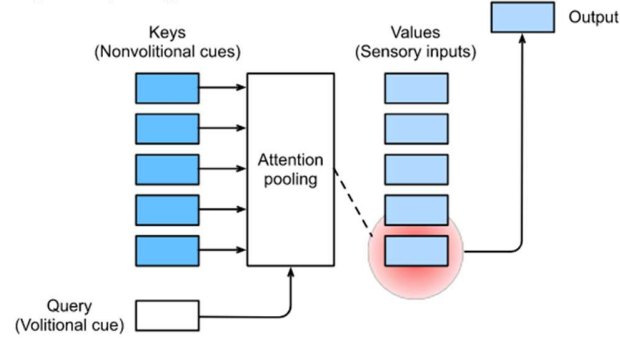 Keys
(Nonvolitional cues)
Values
(Sensory inputs)
Output
Attention
pooling
Query
(Volitional cue)